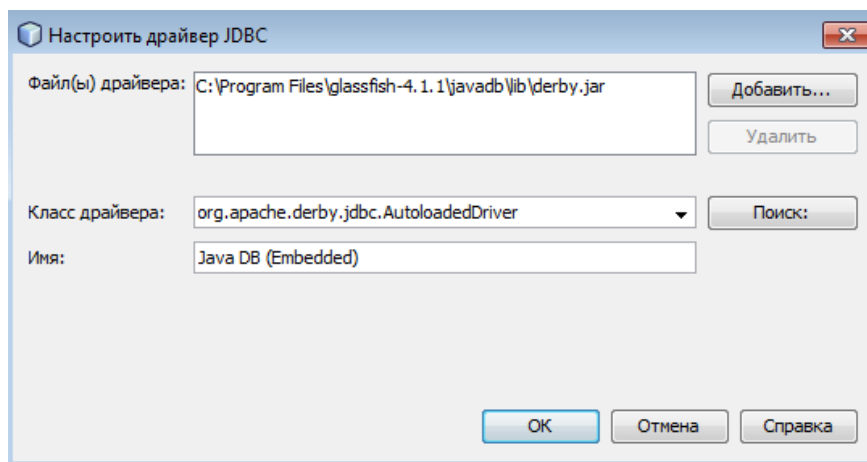 Настроить драйвер JDBC
Файл(ы) драйвера: C:\Program Files\glassfish-4.1.1\javadb\lib\derby.jar Добавить...
Удалить
Класс драйвера: org.apache.derby.jdbc.AutoloadedDriver Поиск:
Имя: Java DB (Embedded)
OK Отмена Справка